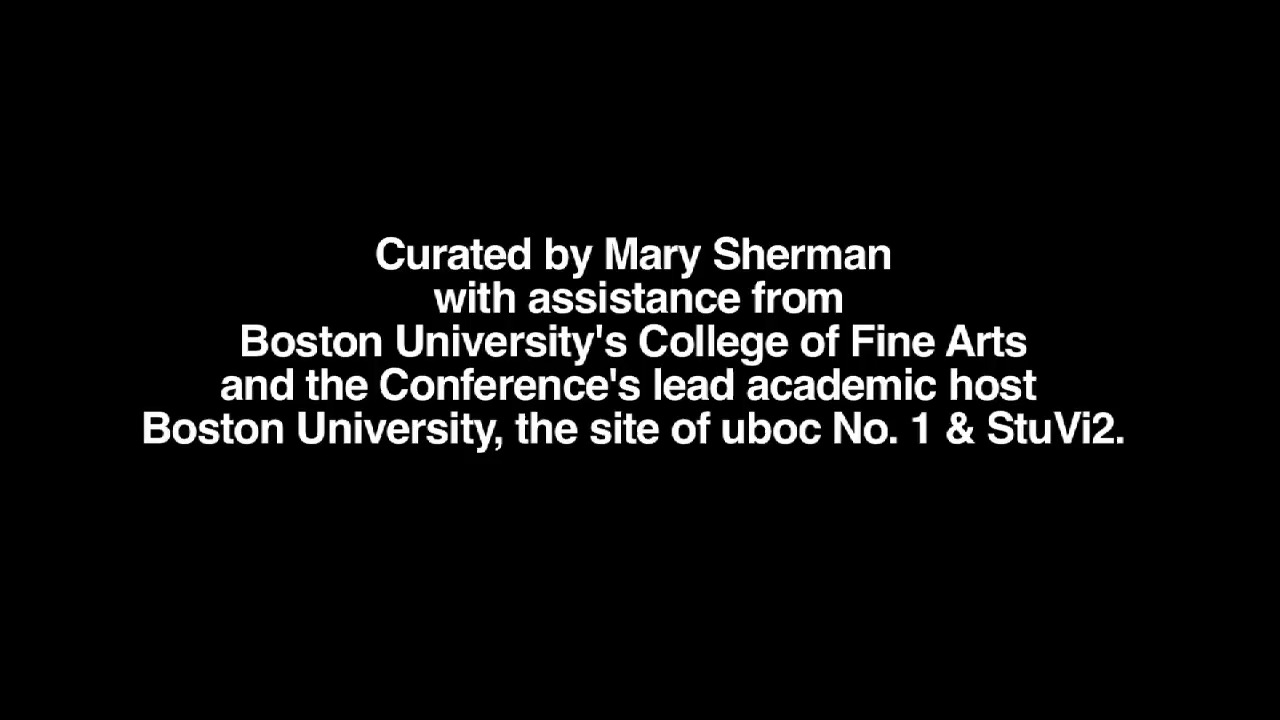 Curated by Mary Sherman
with assistance from
Boston University's College of Fine Arts
and the Conference's lead academic host
Boston University, the site of uboc No. 1 & StuVi2.